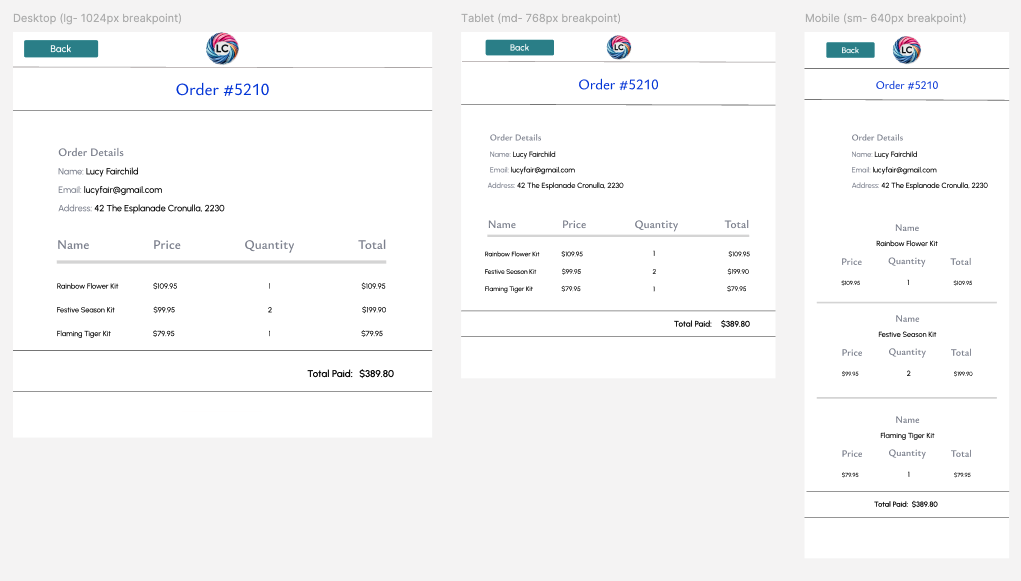 Desktop (lg- 1024px breakpoint)
Back
LC
Order #5210
Order Details
Name: Lucy Fairchild
Email: lucyfair@gmail.com
Address: 42 The Esplanade Cronulla, 2230
Name Price Quantity Total
Rainbow Flower Kit $109.95 1 $109.95
Festive Season Kit $99.95 2 $199.90
Flaming Tiger Kit $79.95 1 $79.95
Total Paid: $389.80
Tablet (md- 768px breakpoint)
Back
LC
Order #5210
Order Details
Name: Lucy Fairchild
Email: lucyfair@gmail.com
Address: 42 The Esplanade Cronulla, 2230
Name Price Quantity Total
Rainbow Flower Kit $109.95 1 $109.95
Festive Season Kit $99.95 2 $199.90
Flaming Tiger Kit $79.95 1 $79.95
Total Paid: $389.80
Mobile (sm- 640px breakpoint)
Back
LC
Order #5210
Order Details
Name: Lucy Fairchild
Email: lucyfair@gmail.com
Address: 42 The Esplanade Cronulla, 2230
Name
Rainbow Flower Kit
Price Quantity Total
$109.95 1 $109.95
Name
Festive Season Kit
Price Quantity Total
$99.95 2 $199.90
Name
Flaming Tiger Kit
Price Quantity Total
$79.95 1 $79.95
Total Paid: $389.80